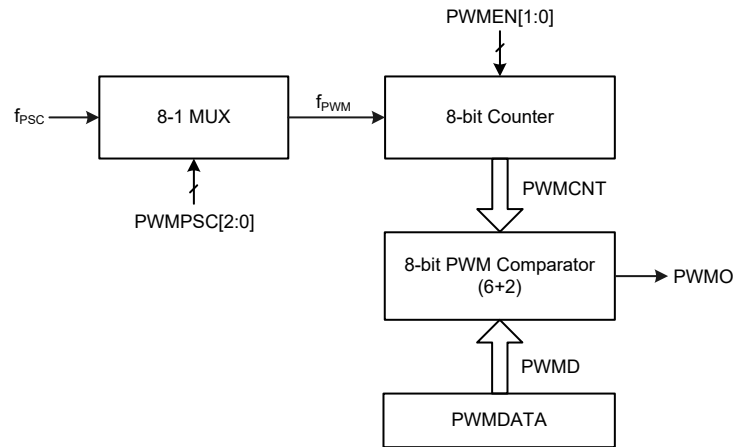 PWMEN[1:0]
fPSC
8-1 MUX
fPWM
8-bit Counter
PWMPSC[2:0]
PWMCNT
8-bit PWM Comparator
(6+2)
PWMO
PWMD
PWMDATA